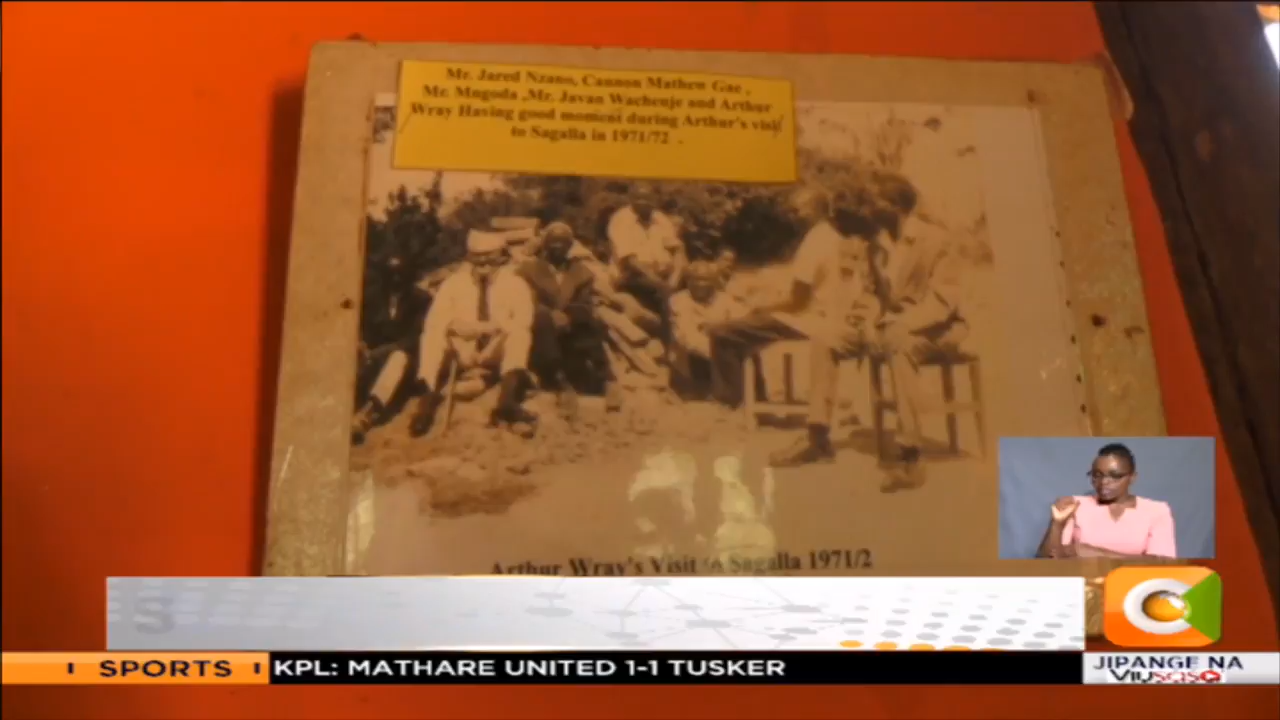 Mr. Jared Nzano, Cannon Mathew Gae ,
Mr. Mngoda ,Mr. Javan Wachenje and Arthur
Wray Having good moment during Arthur's visit
to Sagalla in 1971/72 .
Arthur Wray's Visit to Sagalla 1971/2
S
C
SPORTS KPL: MATHARE UNITED 1-1 TUSKER
JIPANGE NA
VIUSASA